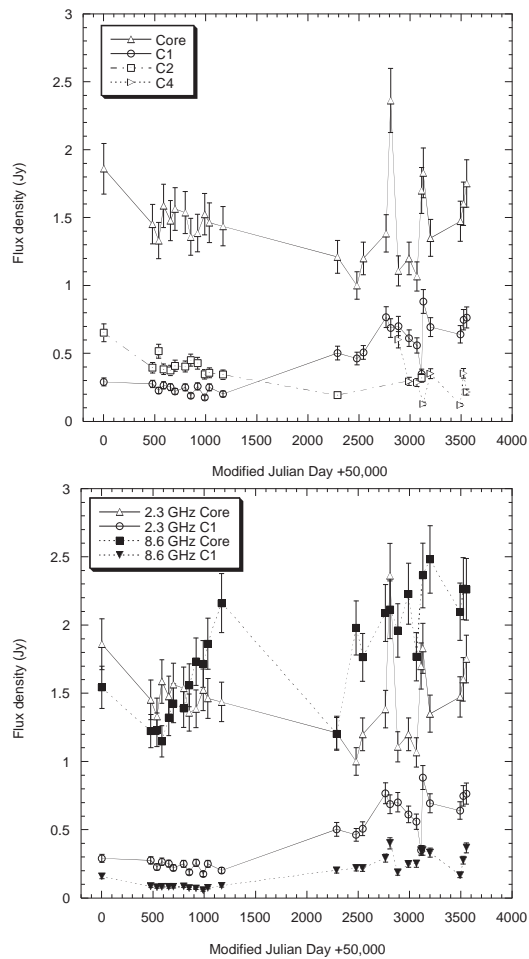 3
2.5
2
1.5
1
0.5
0
Flux density (Jy)
Core
C1
C2
C4
0 500 1000 1500 2000 2500 3000 3500 4000
Modified Julian Day +50,000
3
2.5
2
1.5
1
0.5
0
Flux density (Jy)
2.3 GHz Core
2.3 GHz C1
8.6 GHz Core
8.6 GHz C1
0 500 1000 1500 2000 2500 3000 3500 4000
Modified Julian Day +50,000